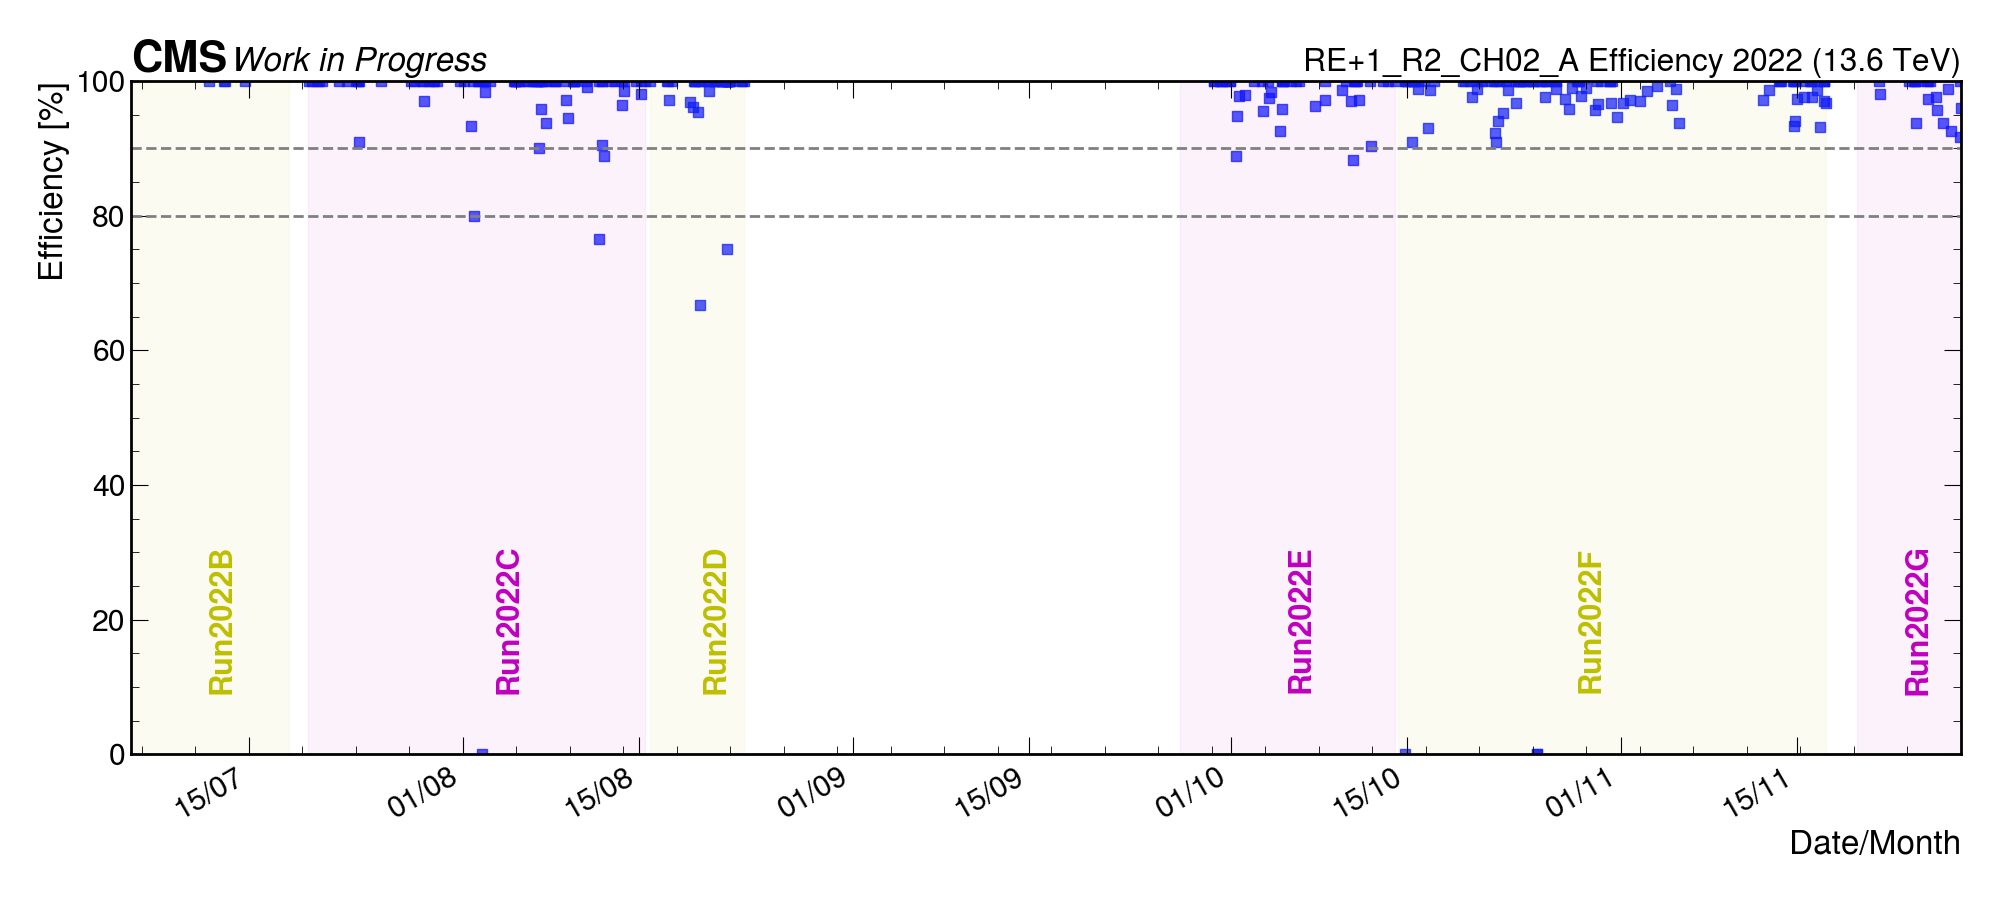 CMS Work in Progress
RE+1_R2_CH02_A Efficiency 2022 (13.6 TeV)
Efficiency [%]
100
80
60
40
20
0
Run2022B
Run2022C
Run2022D
Run2022E
Run2022F
Run2022G
15/07
01/08
15/08
01/09
15/09
01/10
15/10
01/11
15/11
Date/Month